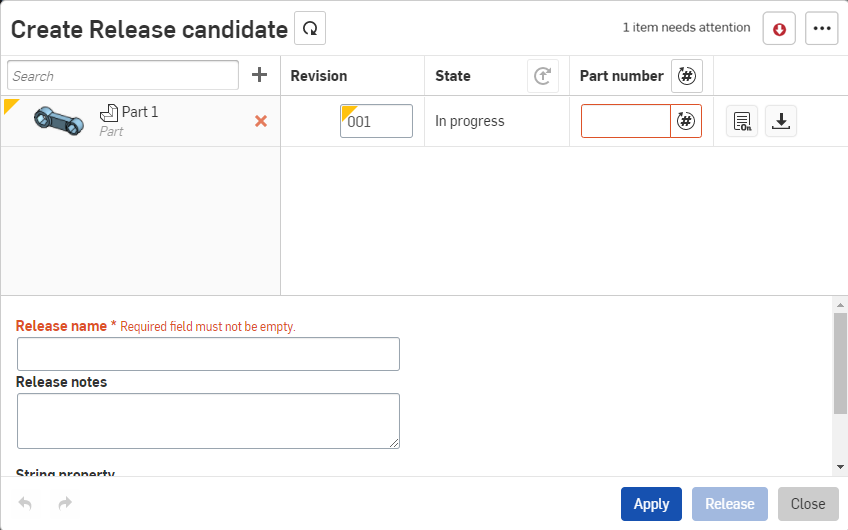 Create Release candidate
1 item needs attention
Search
Revision
State
Part number
#
Part 1
Part
001
In progress
#
On
Release name * Required field must not be empty.
Release notes
String property
Apply
Release
Close